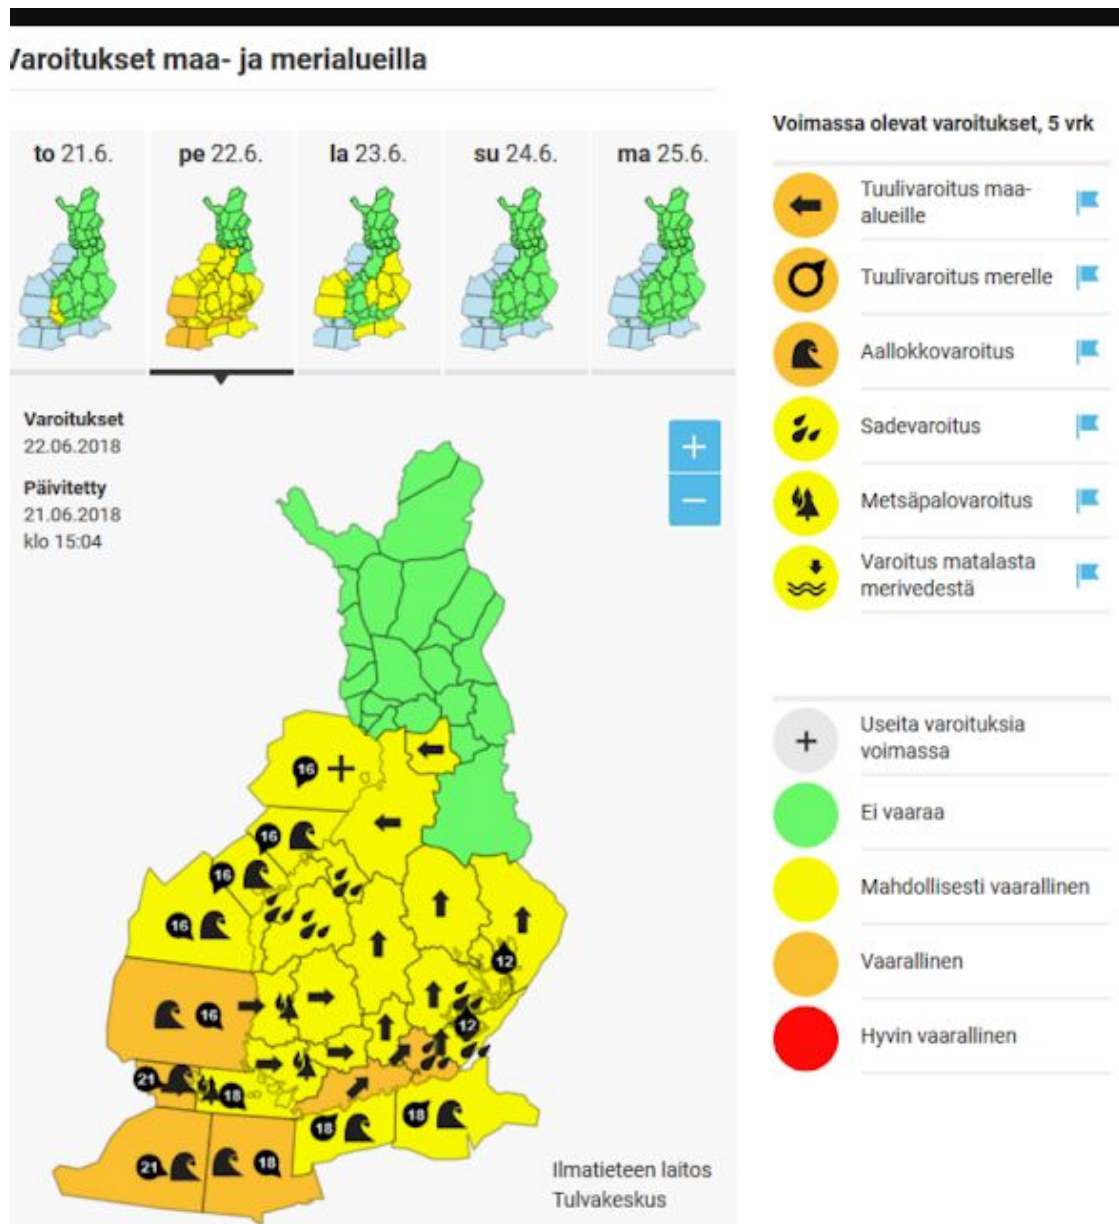 Varoitukset maa- ja merialueilla
to 21.6.
pe 22.6.
la 23.6.
su 24.6.
ma 25.6.
Varoitukset
22.06.2018
Päivitetty
21.06.2018
klo 15:04
+
−
16
16
16
16
12
16
12
21
18
18
18
21
18
Ilmatieteen laitos
Tulvakeskus
Voimassa olevat varoitukset, 5 vrk
Tuulivaroitus maa-
alueille
Tuulivaroitus merelle
Aallokkovaroitus
Sadevaroitus
Metsäpalovaroitus
Varoitus matalasta
merivedestä
Useita varoituksia
voimassa
Ei vaaraa
Mahdollisesti vaarallinen
Vaarallinen
Hyvin vaarallinen